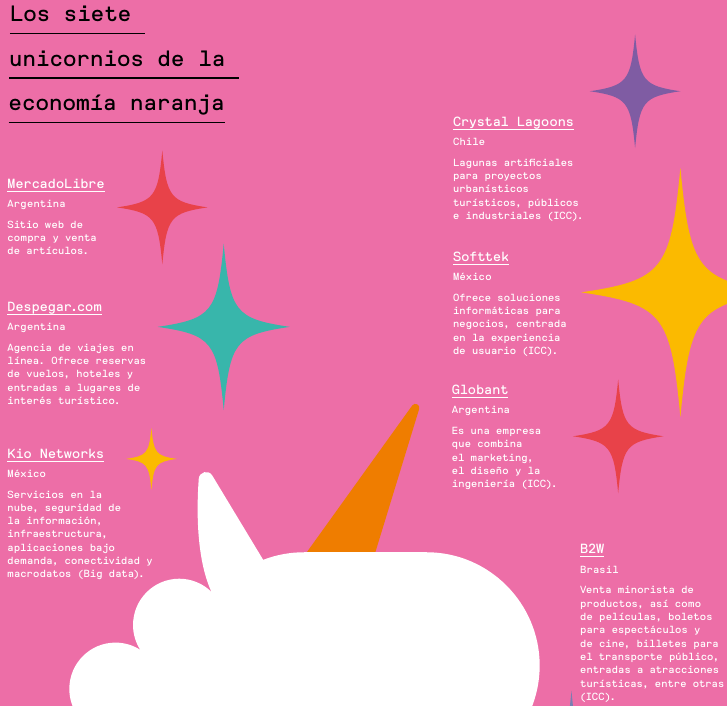 Los siete
unicornios de la
economía naranja
MercadoLibre
Argentina
Sitio web de
compra y venta
de artículos.
Despegar.com
Argentina
Agencia de viajes en
línea. Ofrece reservas
de vuelos, hoteles y
entradas a lugares de
interés turístico.
Kio Networks
México
Servicios en la
nube, seguridad de
la información,
infraestructura,
aplicaciones bajo
demanda, conectividad y
macrodatos (Big data).
Crystal Lagoons
Chile
Lagunas artificiales
para proyectos
urbanísticos
turísticos, públicos
e industriales (ICC).
Softtek
México
Ofrece soluciones
informáticas para
negocios, centrada
en la experiencia
de usuario (ICC).
Globant
Argentina
Es una empresa
que combina
el marketing,
el diseño y la
ingeniería (ICC).
B2W
Brasil
Venta minorista de
productos, así como
de películas, boletos
para espectáculos y
de cine, billetes para
el transporte público,
entradas a atracciones
turísticas, entre otras
(ICC).